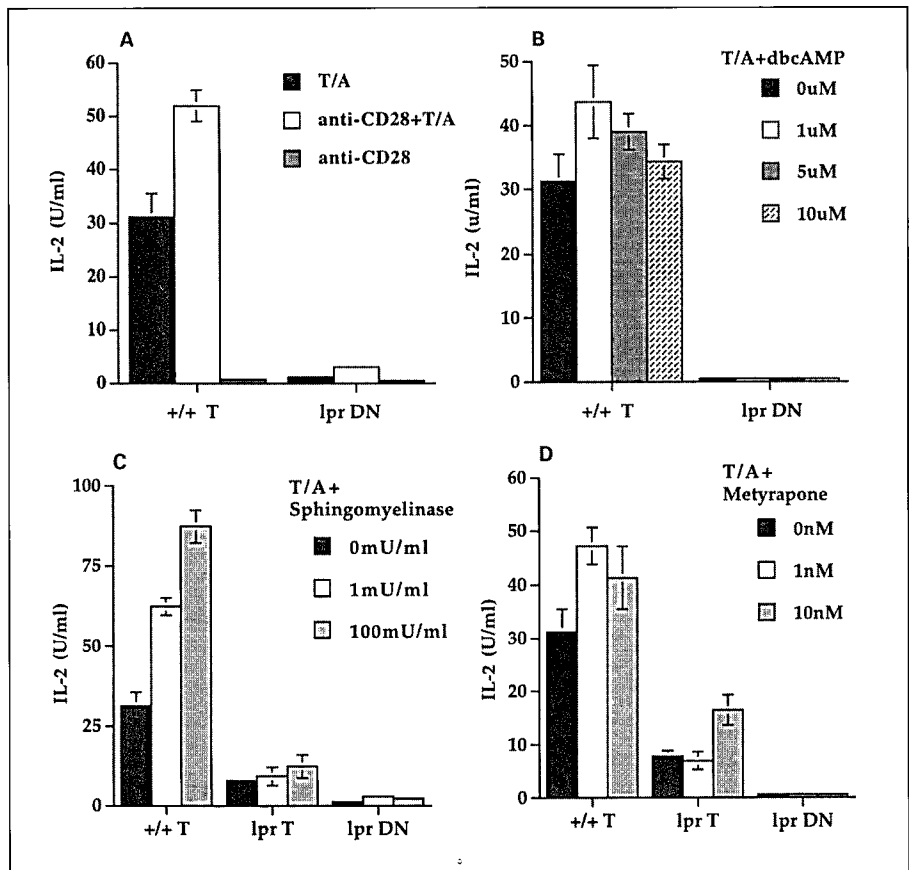 A
T/A
anti-CD28+T/A
anti-CD28
IL-2 (U/ml)
60
50
40
30
20
10
0
+/+ T
lpr DN
B
T/A+dbcAMP
0uM
1uM
5uM
10uM
IL-2 (u/ml)
50
40
30
20
10
0
+/+ T
lpr DN
C
T/A+
Sphingomyelinase
0mU/ml
1mU/ml
100mU/ml
IL-2 (U/ml)
100
75
50
25
0
+/+ T
lpr T
lpr DN
D
T/A+
Metyrapone
0nM
1nM
10nM
IL-2 (U/ml)
60
50
40
30
20
10
0
+/+ T
lpr T
lpr DN